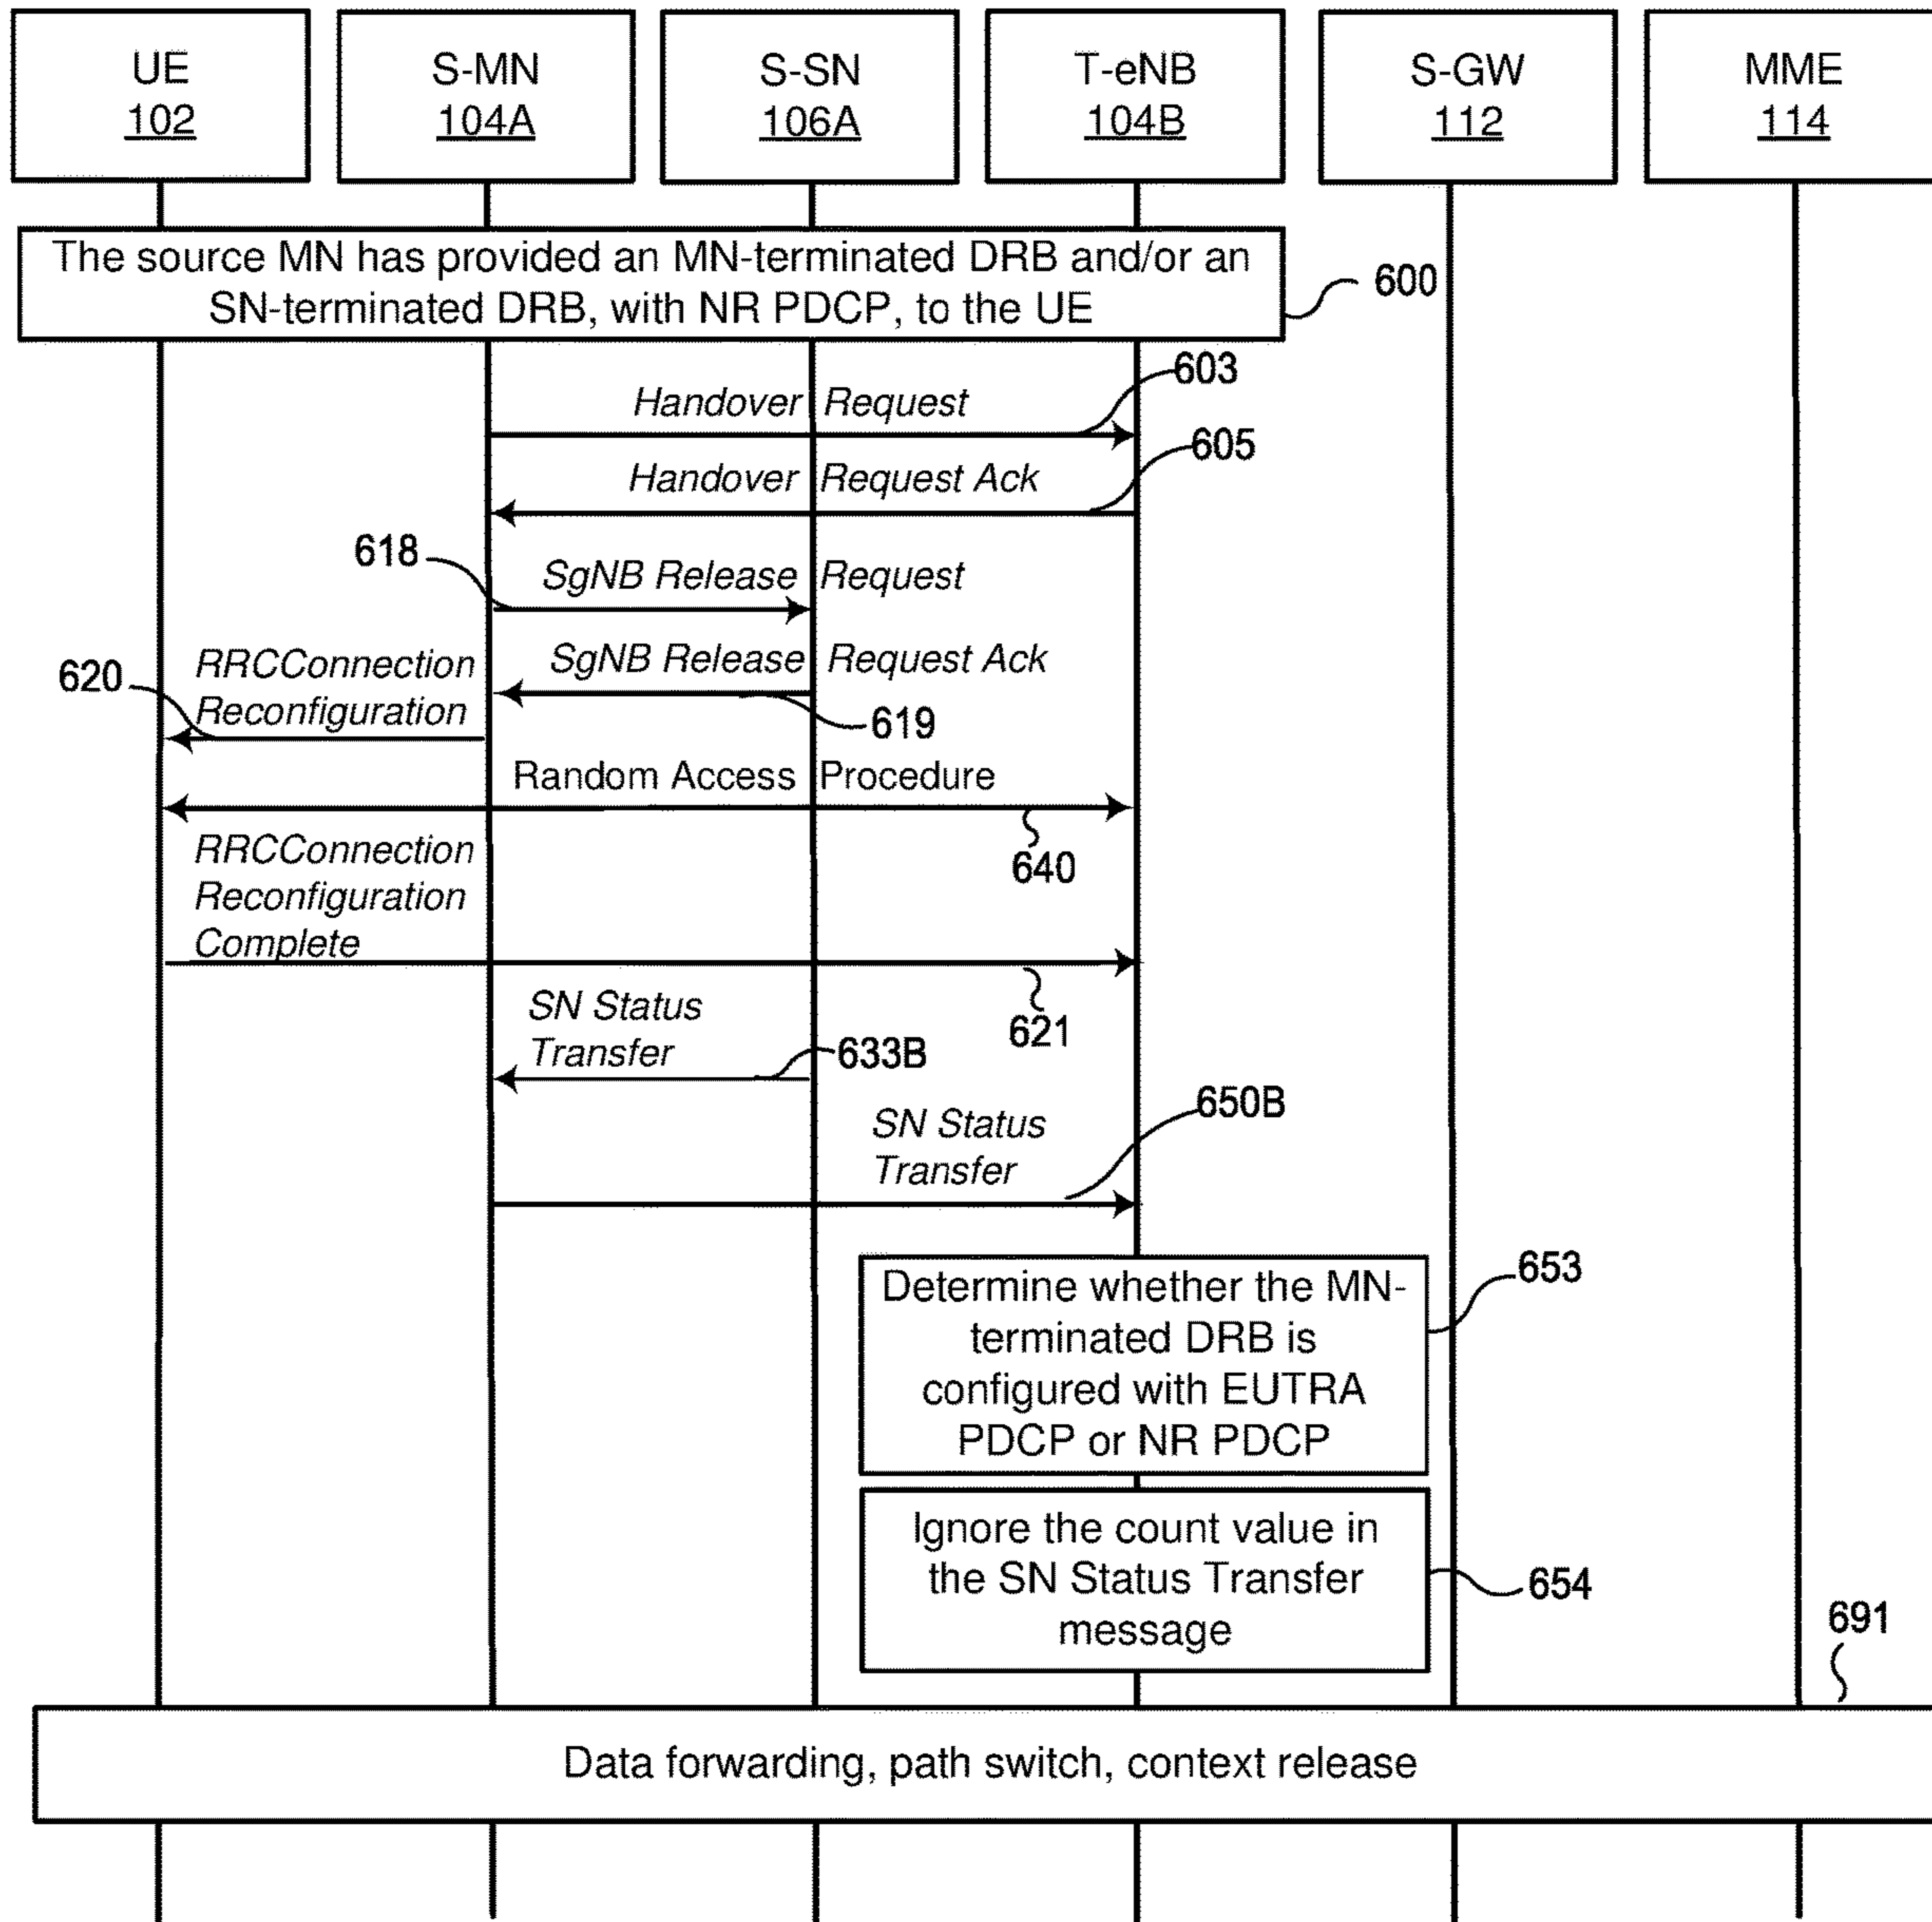 UE
102
S-MN
104A
S-SN
106A
T-eNB
104B
S-GW
112
MME
114
The source MN has provided an MN-terminated DRB and/or an
SN-terminated DRB, with NR PDCP, to the UE
600
603
Handover Request
605
Handover Request Ack
618
SgNB Release Request
620
RRCConnection
Reconfiguration
SgNB Release Request Ack
619
Random Access Procedure
640
RRCConnection
Reconfiguration
Complete
621
SN Status
Transfer
633B
650B
SN Status
Transfer
Determine whether the MN-
terminated DRB is
configured with EUTRA
PDCP or NR PDCP
653
Ignore the count value in
the SN Status Transfer
message
654
691
Data forwarding, path switch, context release